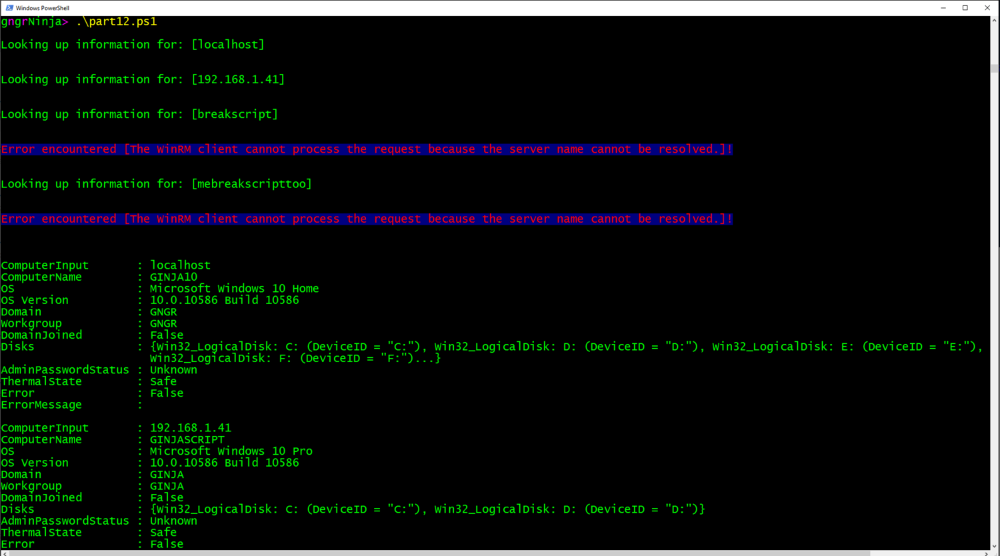 Windows PowerShell
gngrNinja> .\part12.ps1
Looking up information for: [localhost]
Looking up information for: [192.168.1.41]
Looking up information for: [breakscript]
Error encountered [The WinRM client cannot process the request because the server name cannot be resolved.]!
Looking up information for: [mebreakscripttoo]
Error encountered [The WinRM client cannot process the request because the server name cannot be resolved.]!
ComputerInput : localhost
ComputerName : GINJA10
OS : Microsoft Windows 10 Home
OS Version : 10.0.10586 Build 10586
Domain : GNGR
Workgroup : GNGR
DomainJoined : False
Disks : {Win32_LogicalDisk: C: (DeviceID = "C:"), Win32_LogicalDisk: D: (DeviceID = "D:"), Win32_LogicalDisk: E: (DeviceID = "E:"),
Win32_LogicalDisk: F: (DeviceID = "F:")...}
AdminPasswordStatus : Unknown
ThermalState : Safe
Error : False
ErrorMessage :
ComputerInput : 192.168.1.41
ComputerName : GINJASCRIPT
OS : Microsoft Windows 10 Pro
OS Version : 10.0.10586 Build 10586
Domain : GINJA
Workgroup : GINJA
DomainJoined : False
Disks : {Win32_LogicalDisk: C: (DeviceID = "C:"), Win32_LogicalDisk: D: (DeviceID = "D:")}
AdminPasswordStatus : Unknown
ThermalState : Safe
Error : False